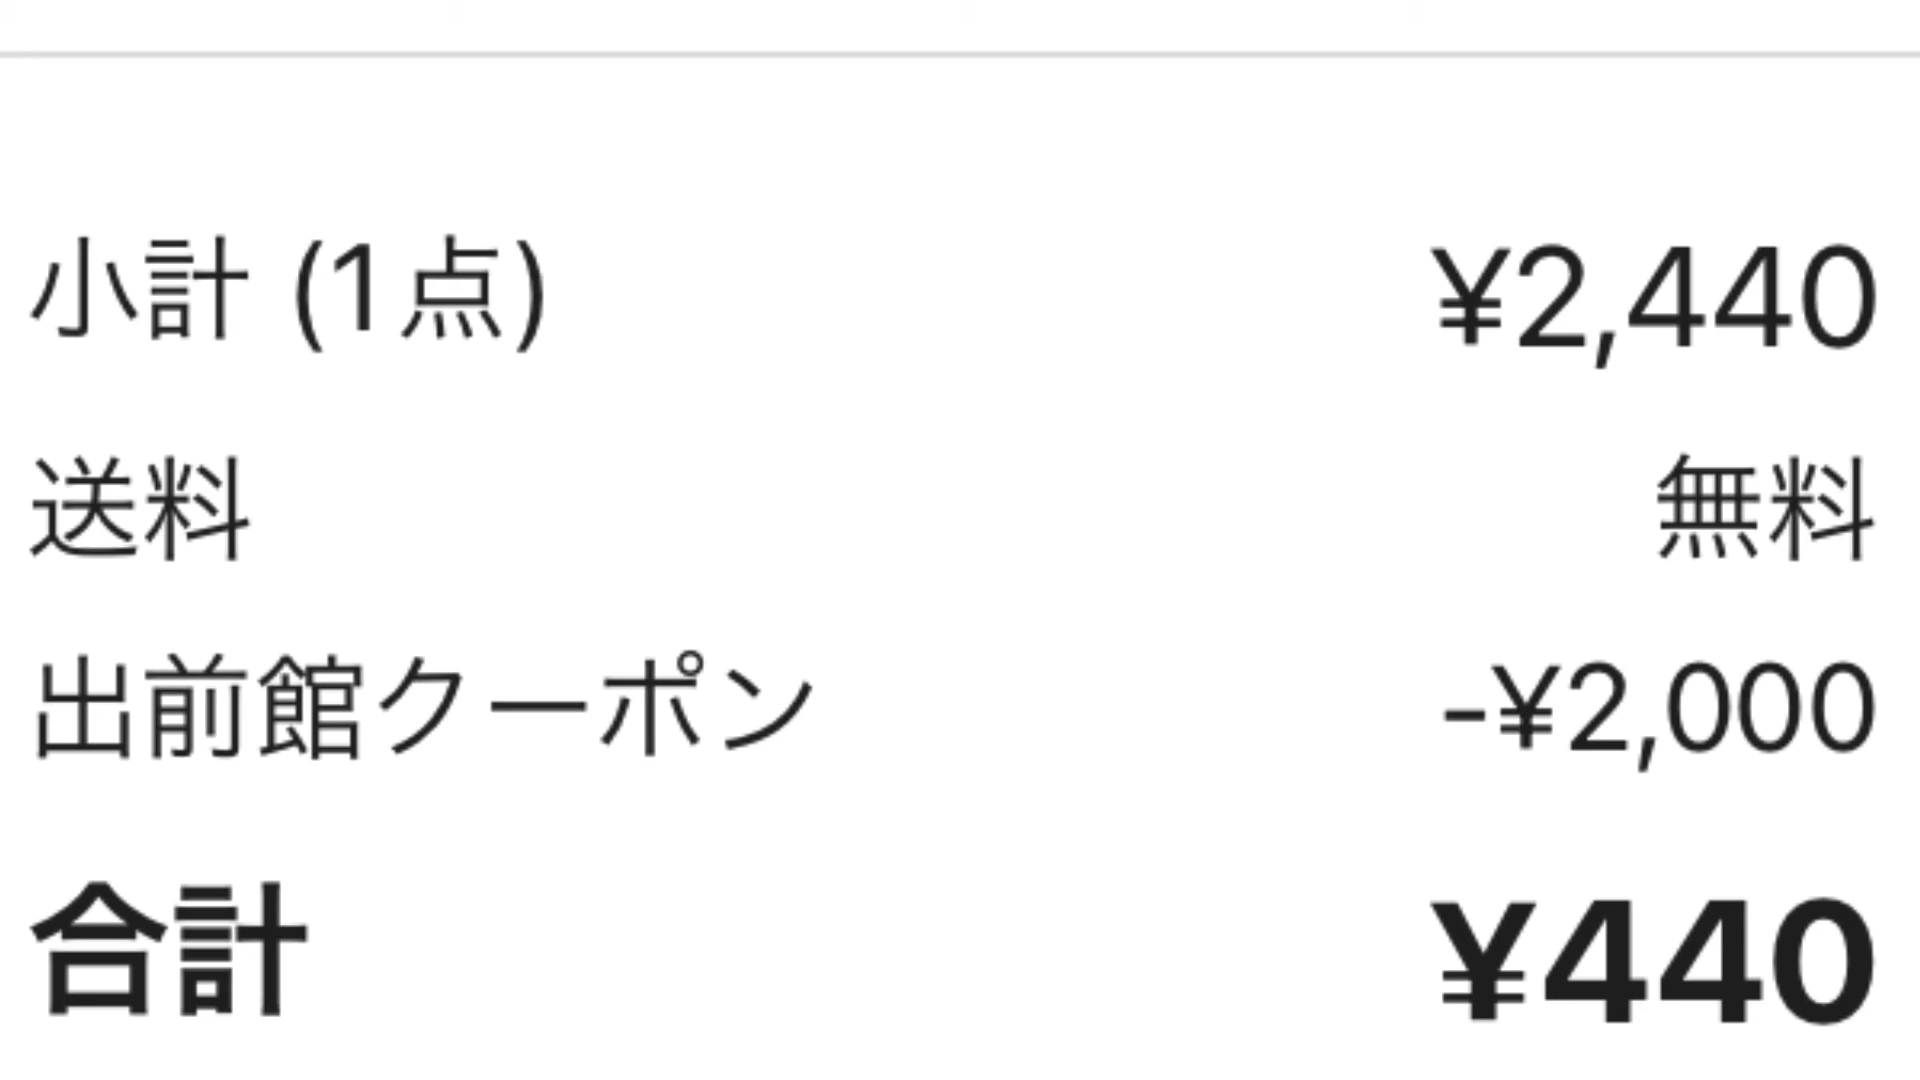 小計 (1点) ¥2,440
送料 無料
出前館クーポン -¥2,000
合計 ¥440